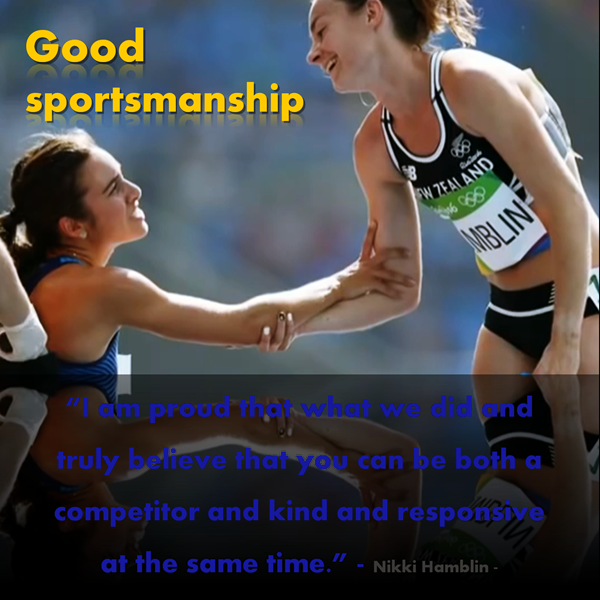 Good
sportsmanship
NEW ZEALAND
MBLIN
“I am proud that what we did and
truly believe that you can be both a
competitor and kind and responsive
at the same time.” - Nikki Hamblin -